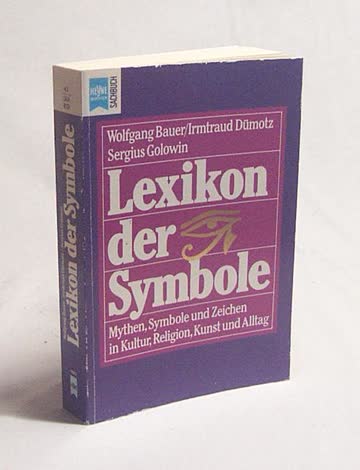 HEYNE
SACHBUCH
Wolfgang Bauer/Irmtraud Dümotz
Sergius Golowin
Lexikon
der
Symbole
Mythen, Symbole und Zeichen
in Kultur, Religion, Kunst und Alltag
Lexikon der Symbole